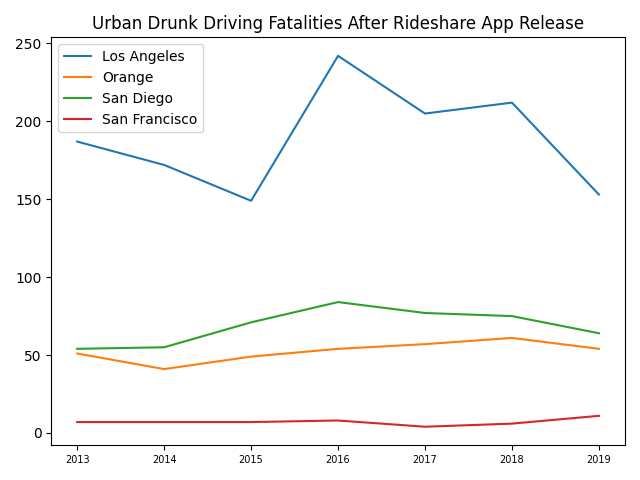 Urban Drunk Driving Fatalities After Rideshare App Release
Los Angeles
Orange
San Diego
San Francisco
250
200
150
100
50
0
2013 2014 2015 2016 2017 2018 2019